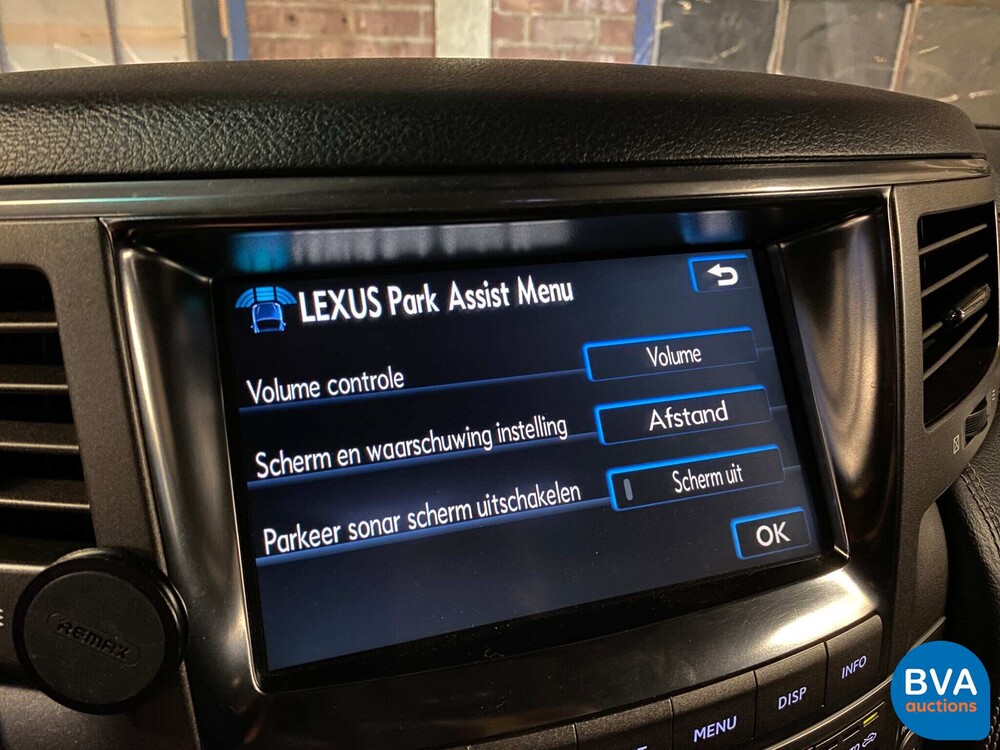 LEXUS Park Assist Menu
Volume controle
Volume
Scherm en waarschuwing instelling
Afstand
Parkeer sonar scherm uitschakelen
Scherm uit
OK
REMAX
MENU
DISP
INFO
BVA
auctions